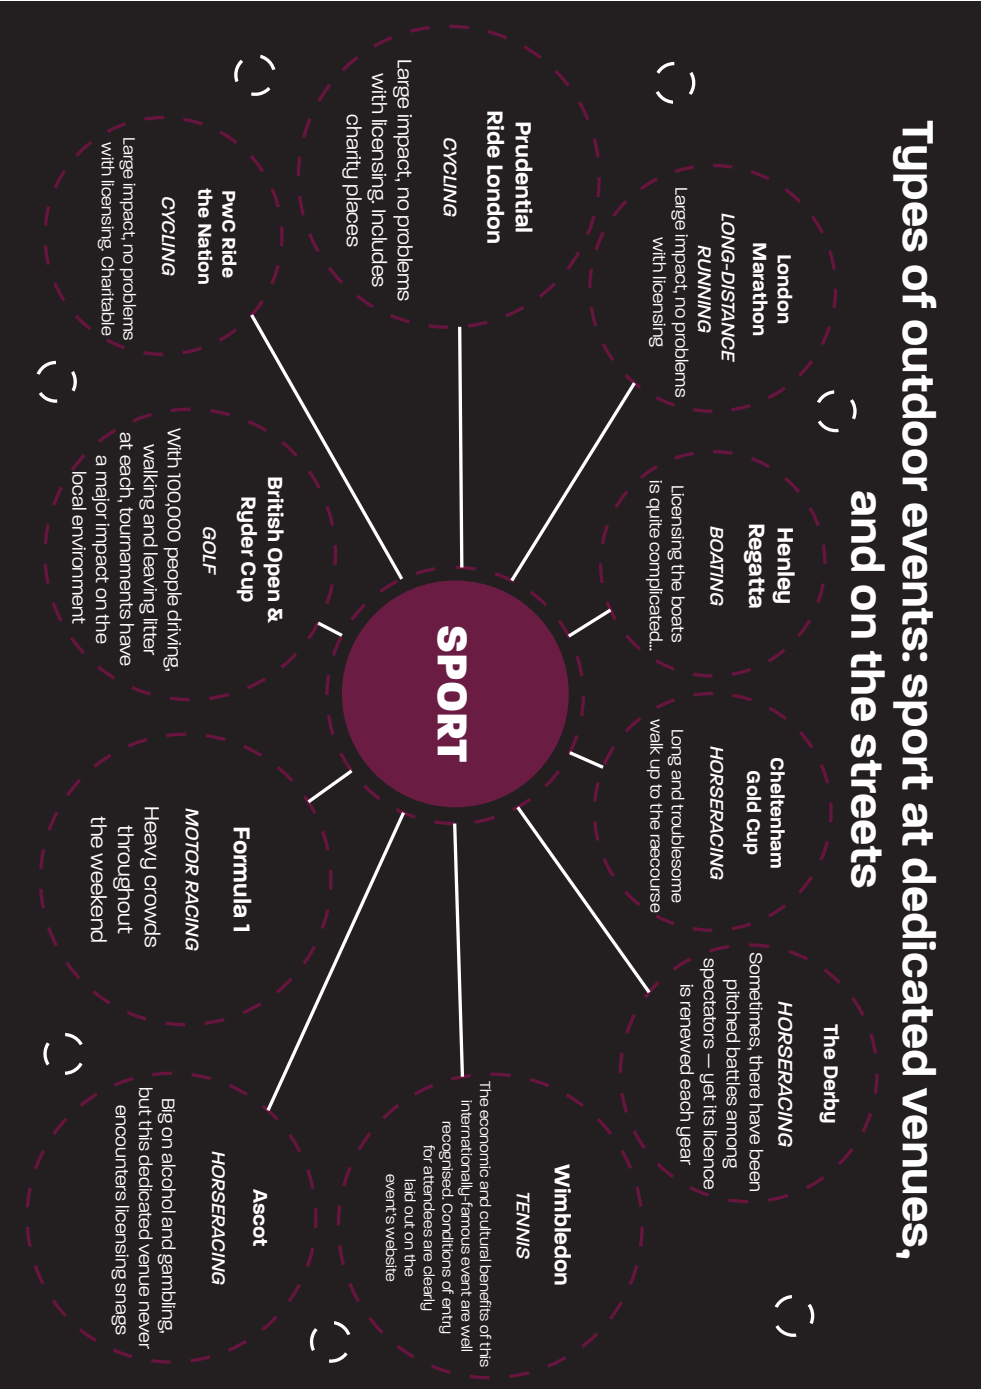 Types of outdoor events: sport at dedicated venues,
and on the streets
London
Marathon
LONG-DISTANCE
RUNNING
Large impact, no problems
with licensing
Henley
Regatta
BOATING
Licensing the boats
is quite complicated...
Cheltenham
Gold Cup
HORSERACING
Long and troublesome
walk up to the raecourse
The Derby
HORSERACING
Sometimes, there have been
pitched battles among
spectators — yet its licence
is renewed each year
Prudential
Ride London
CYCLING
Large impact, no problems
with licensing. Includes
charity places
SPORT
Wimbledon
TENNIS
The economic and cultural benefits of this
internationally-famous event are well
recognised. Conditions of entry
for attendees are clearly
laid out on the
event's website
PwC Ride
the Nation
CYCLING
Large impact, no problems
with licensing. Charitable
British Open &
Ryder Cup
GOLF
With 100,000 people driving,
walking and leaving litter
at each, tournaments have
a major impact on the
local environment
Formula 1
MOTOR RACING
Heavy crowds
throughout
the weekend
Ascot
HORSERACING
Big on alcohol and gambling,
but this dedicated venue never
encounters licensing snags